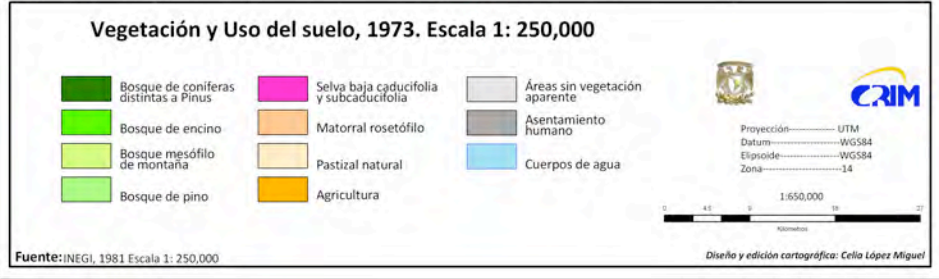 Vegetación y Uso del suelo, 1973. Escala 1: 250,000
Bosque de coníferas
distintas a Pinus
Bosque de encino
Bosque mesófilo
de montaña
Bosque de pino
Selva baja caducifolia
y subcaducifolia
Matorral rosetófilo
Pastizal natural
Agricultura
Áreas sin vegetación
aparente
Asentamiento
humano
Cuerpos de agua
CRIM
Proyección--------------- UTM
Datum--------------------WGS84
Elipsoide-----------------WGS84
Zona----------------------14
1:650,000
0 4.5 9 18 27
Kilómetros
Fuente: INEGI, 1981 Escala 1: 250,000
Diseño y edición cartográfica: Celia López Miguel